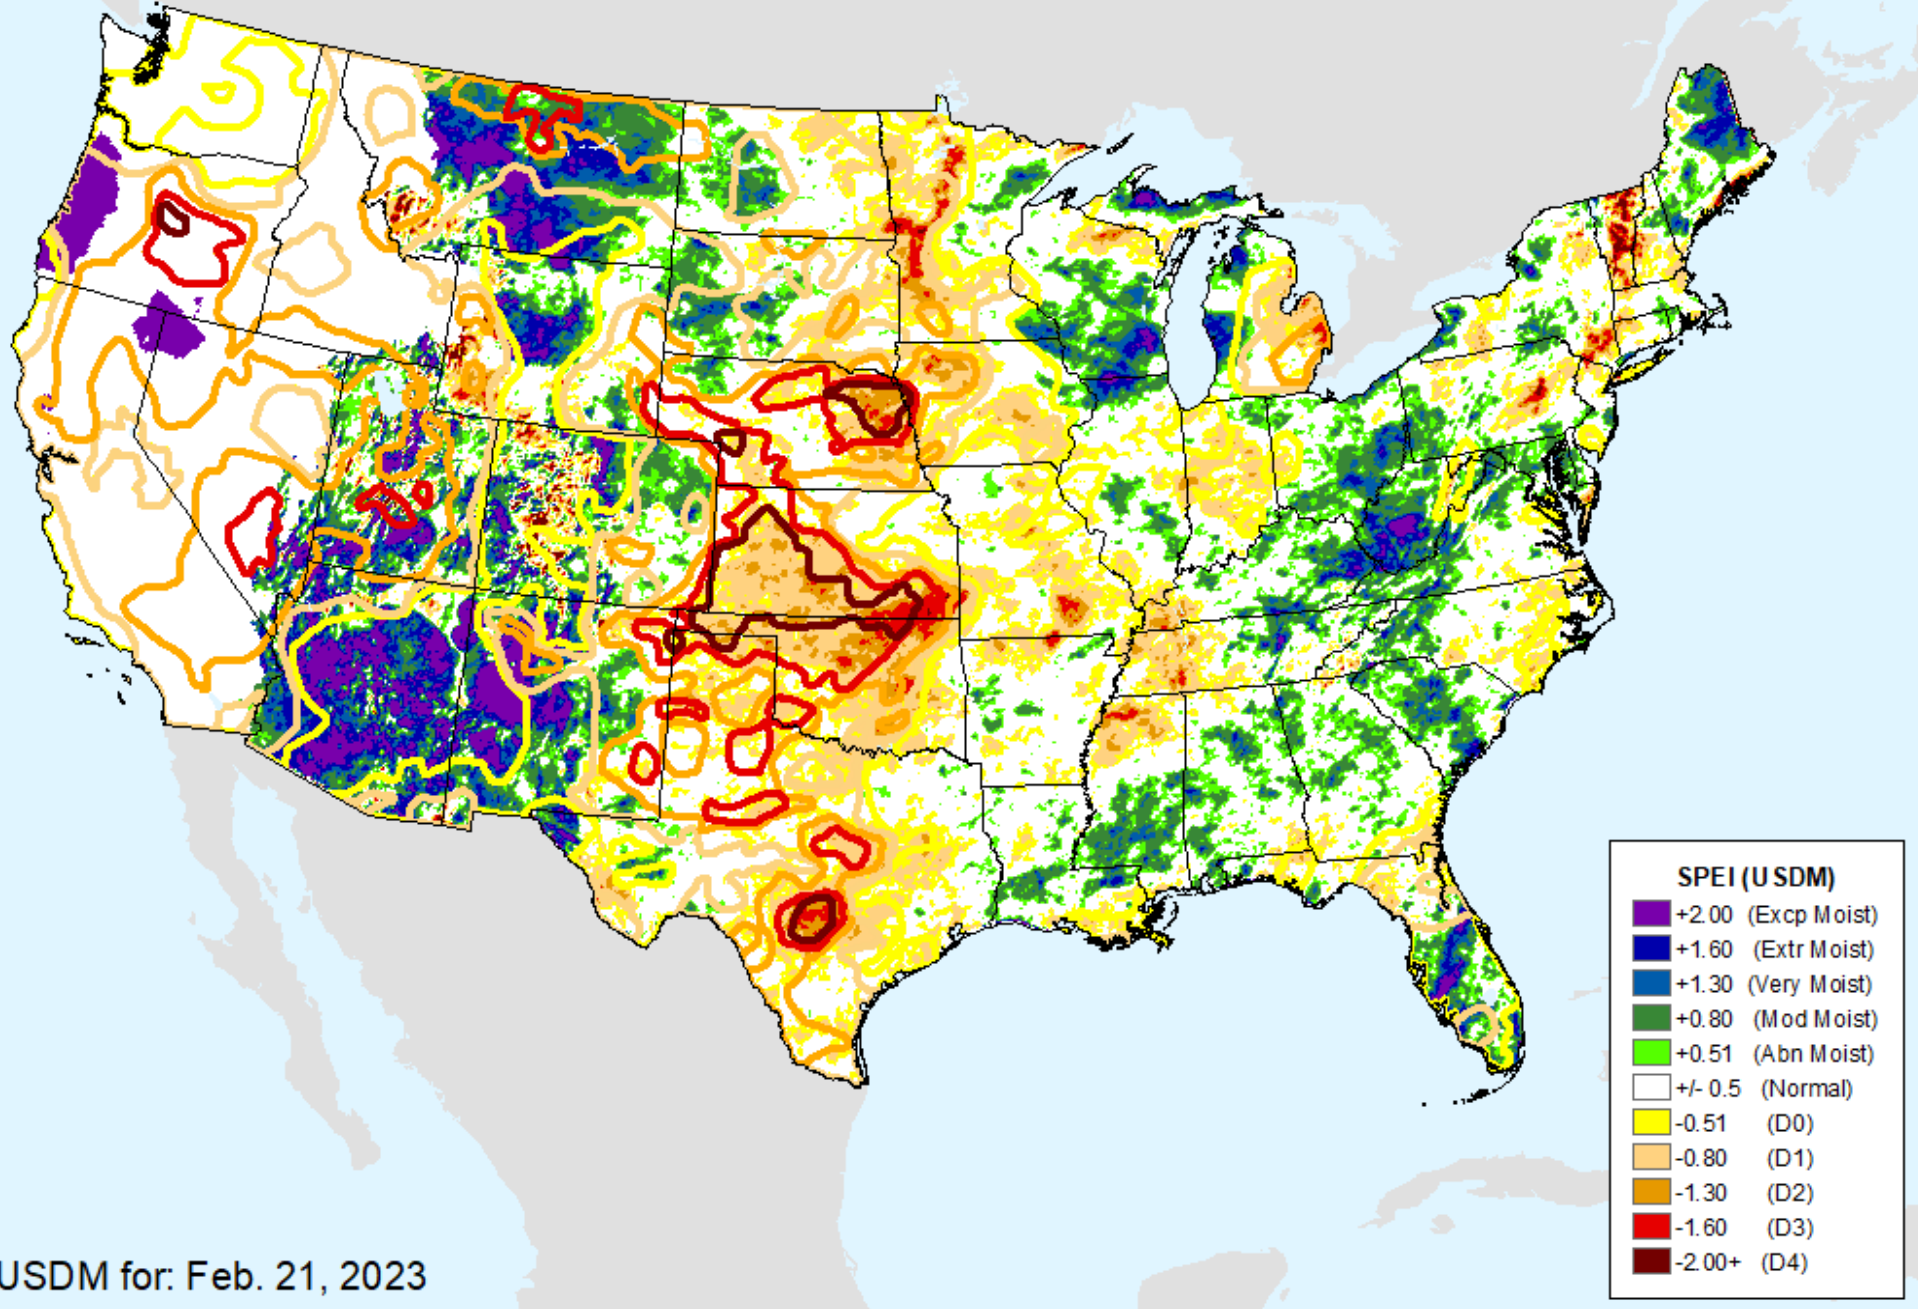 SPEI (USDM)
+2.00 (Excp Moist)
+1.60 (Extr Moist)
+1.30 (Very Moist)
+0.80 (Mod Moist)
+0.51 (Abn Moist)
+/- 0.5 (Normal)
-0.51 (D0)
-0.80 (D1)
-1.30 (D2)
-1.60 (D3)
-2.00+ (D4)
USDM for: Feb. 21, 2023